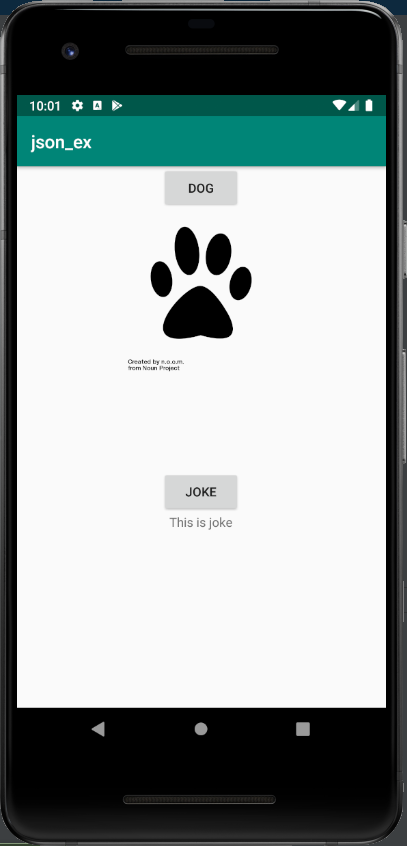 10:01
json_ex
DOG
Created by n.o.o.m.
from Noun Project
JOKE
This is joke